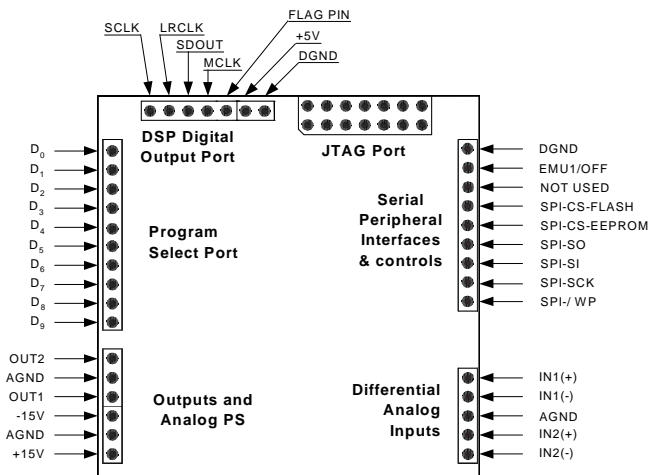 FLAG PIN
SCLK LRCLK +5V
SDOUT DGND
MCLK
DSP Digital
Output Port
JTAG Port
D0
D1
D2
D3
D4
D5
D6
D7
D8
D9
Program
Select Port
Serial
Peripheral
Interfaces
& controls
DGND
EMU1/OFF
NOT USED
SPI-CS-FLASH
SPI-CS-EEPROM
SPI-SO
SPI-SI
SPI-SCK
SPI-/ WP
OUT2
AGND
OUT1
-15V
AGND
+15V
Outputs and
Analog PS
Differential
Analog
Inputs
IN1(+)
IN1(-)
AGND
IN2(+)
IN2(-)